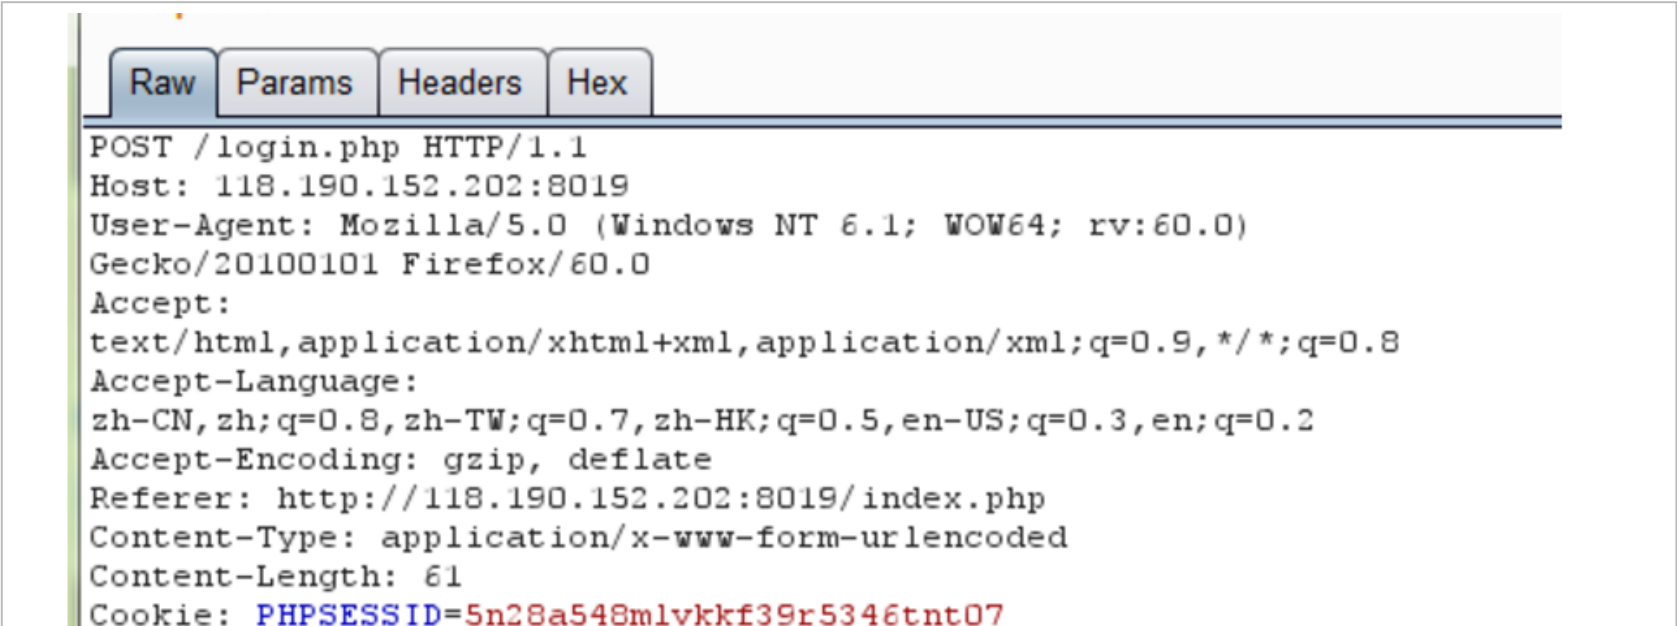 Raw Params Headers Hex
POST /login.php HTTP/1.1
Host: 118.190.152.202:8019
User-Agent: Mozilla/5.0 (Windows NT 6.1; WOW64; rv:60.0)
Gecko/20100101 Firefox/60.0
Accept:
text/html,application/xhtml+xml,application/xml;q=0.9,*/*;q=0.8
Accept-Language:
zh-CN,zh;q=0.8,zh-TW;q=0.7,zh-HK;q=0.5,en-US;q=0.3,en;q=0.2
Accept-Encoding: gzip, deflate
Referer: http://118.190.152.202:8019/index.php
Content-Type: application/x-www-form-urlencoded
Content-Length: 61
Cookie: PHPSESSID=5n28a548mlvkkf39r5346tnt07